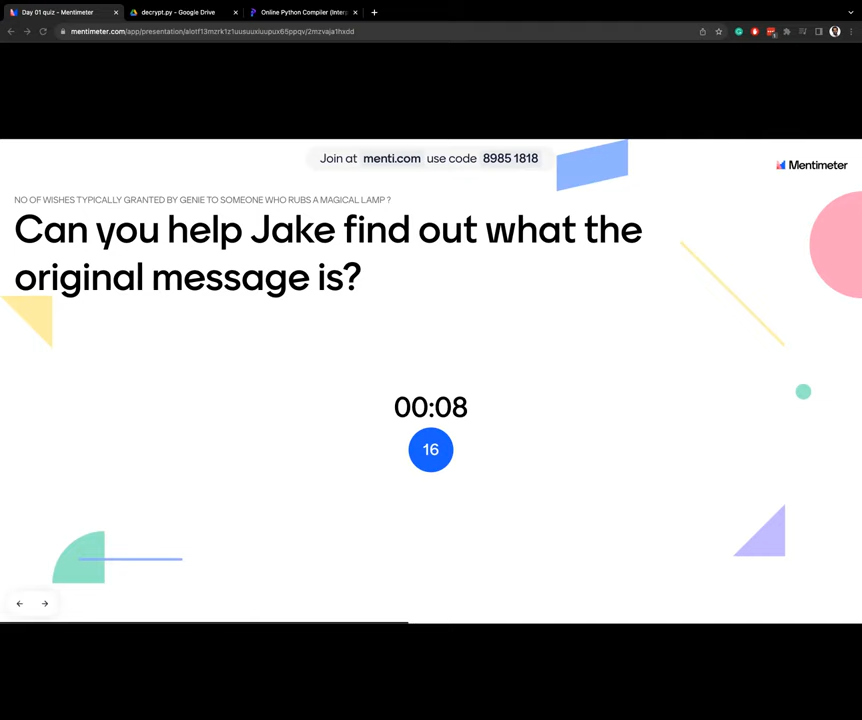 Day 01 quiz - Mentimeter
decrypt.py - Google Drive
Online Python Compiler (Interp
mentimeter.com/app/presentation/alotf13mzrk1z1uusuuxiuupux65ppqv/2mzvaja1hxdd
Join at menti.com use code 8985 1818
Mentimeter
NO OF WISHES TYPICALLY GRANTED BY GENIE TO SOMEONE WHO RUBS A MAGICAL LAMP ?
Can you help Jake find out what the
original message is?
00:08
16